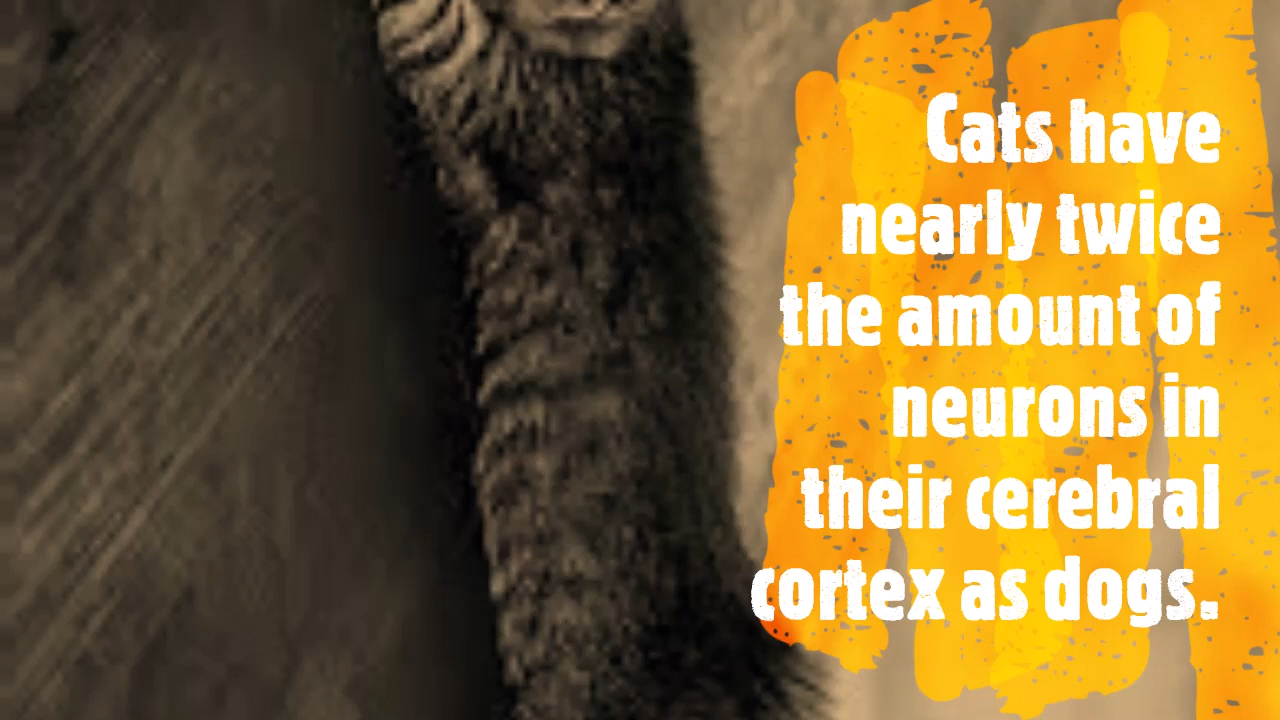 Cats have
nearly twice
the amount of
neurons in
their cerebral
cortex as dogs.